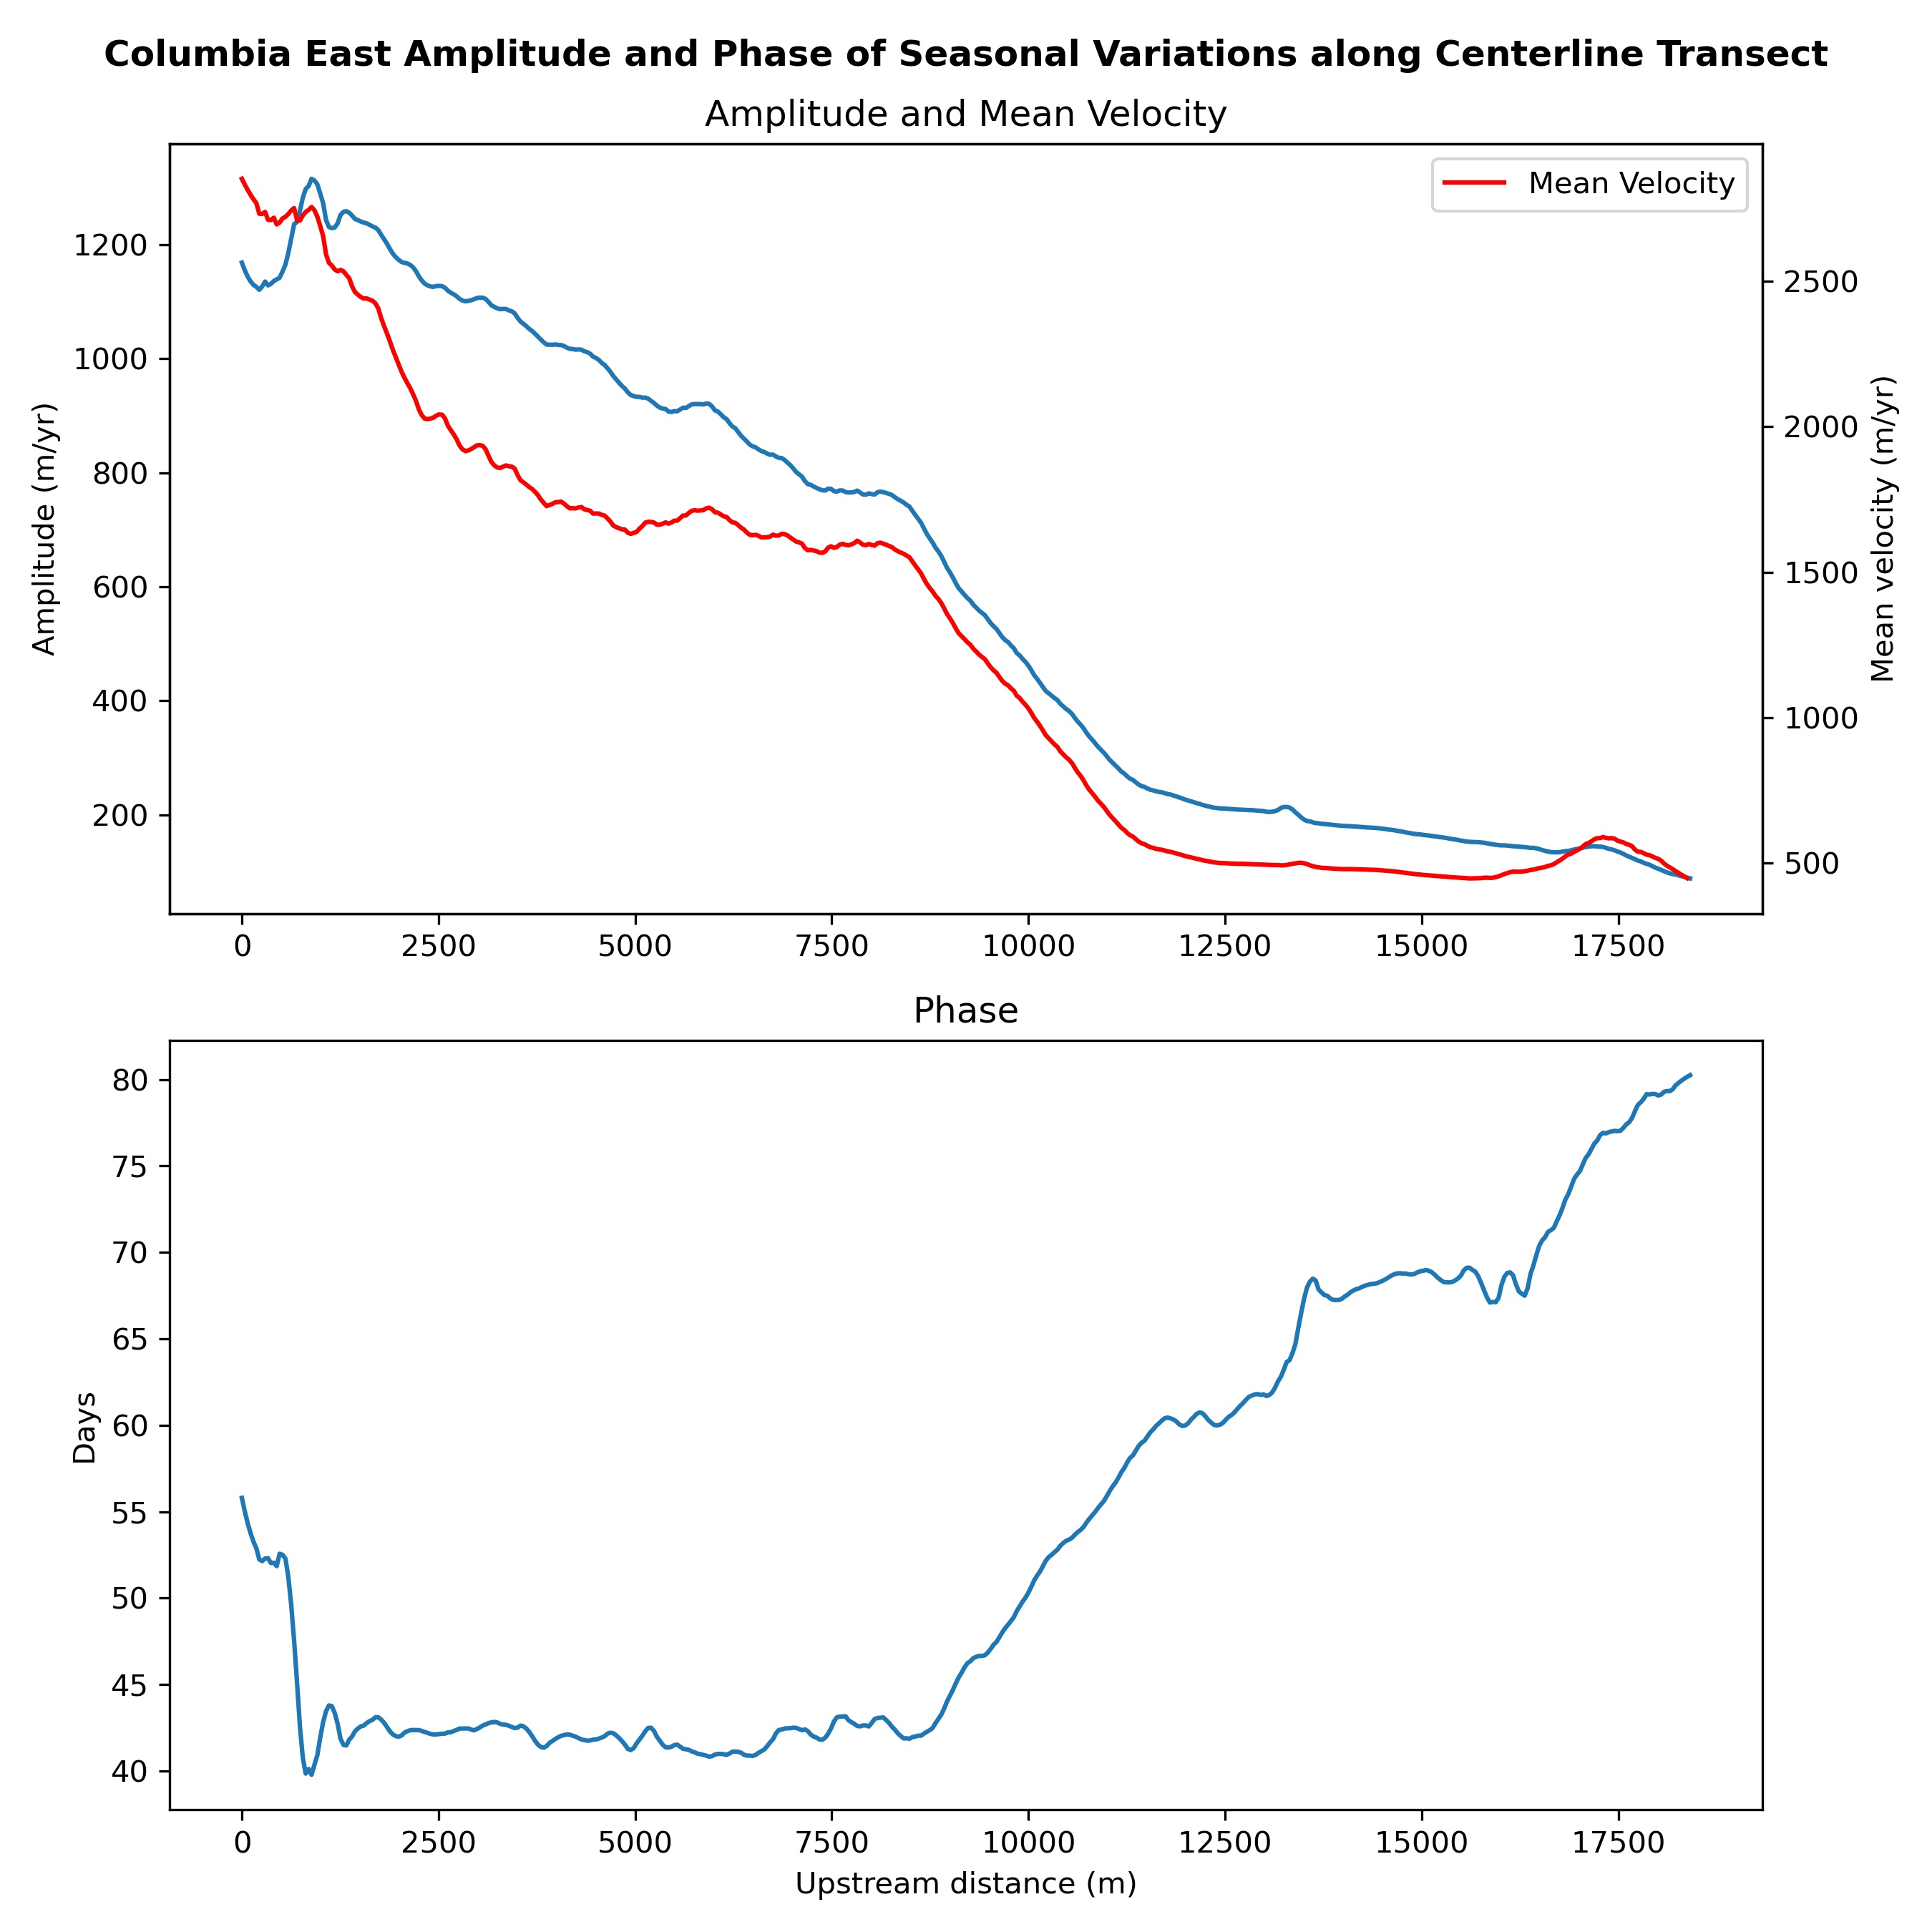 Columbia East Amplitude and Phase of Seasonal Variations along Centerline Transect
Amplitude and Mean Velocity
Mean Velocity
1200
1000
800
600
400
200
Amplitude (m/yr)
2500
2000
1500
1000
500
Mean velocity (m/yr)
0 2500 5000 7500 10000 12500 15000 17500
Phase
80
75
70
65
60
55
50
45
40
Days
0 2500 5000 7500 10000 12500 15000 17500
Upstream distance (m)